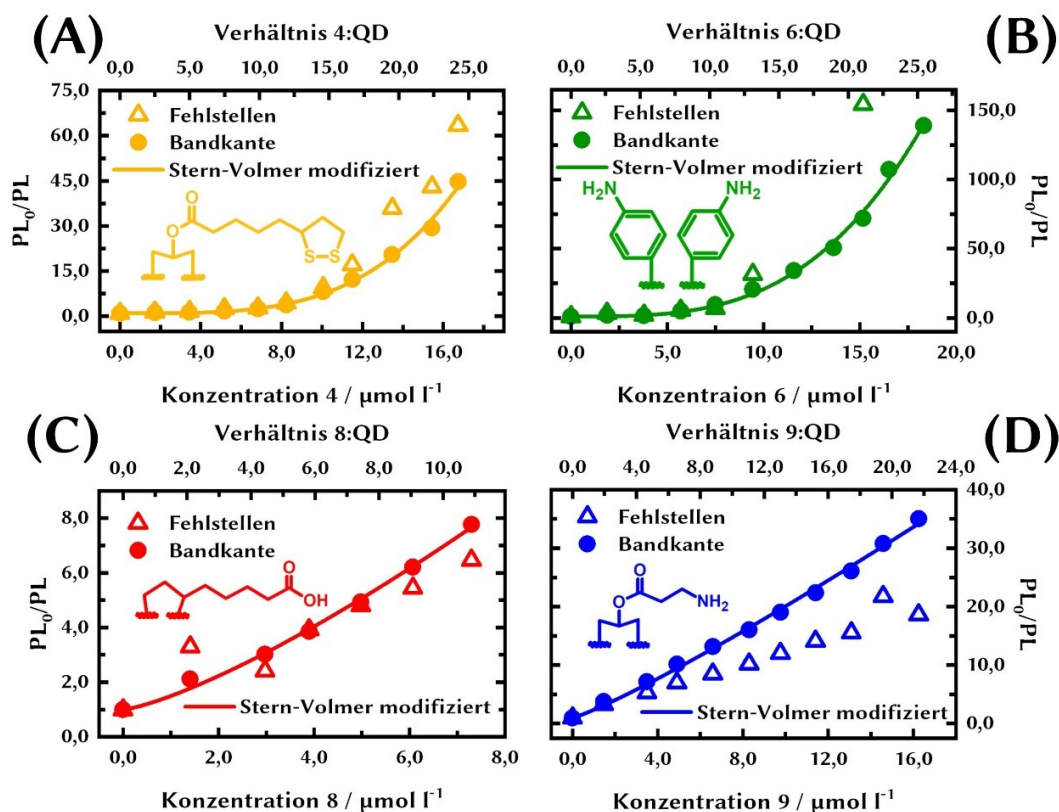 (A)
Verhältnis 4:QD
0,0 5,0 10,0 15,0 20,0 25,0
75,0
60,0
45,0
30,0
15,0
0,0
PL0/PL
Fehlstellen
Bandkante
Stern-Volmer modifiziert
O
O
S-S
0,0 4,0 8,0 12,0 16,0
Konzentration 4 / µmol l-1
Verhältnis 6:QD
(B)
0,0 5,0 10,0 15,0 20,0 25,0
Fehlstellen
Bandkante
Stern-Volmer modifiziert
H2N
NH2
150,0
100,0
50,0
0,0
PL0/PL
0,0 5,0 10,0 15,0 20,0
Konzentraion 6 / µmol l-1
(C)
Verhältnis 8:QD
0,0 2,0 4,0 6,0 8,0 10,0
8,0
6,0
4,0
2,0
0,0
PL0/PL
Fehlstellen
Bandkante
O
OH
Stern-Volmer modifiziert
0,0 2,0 4,0 6,0 8,0
Konzentration 8 / µmol l-1
Verhältnis 9:QD
(D)
0,0 4,0 8,0 12,0 16,0 20,0 24,0
Fehlstellen
Bandkante
O
O
NH2
Stern-Volmer modifiziert
40,0
30,0
20,0
10,0
0,0
PL0/PL
0,0 4,0 8,0 12,0 16,0
Konzentration 9 / µmol l-1